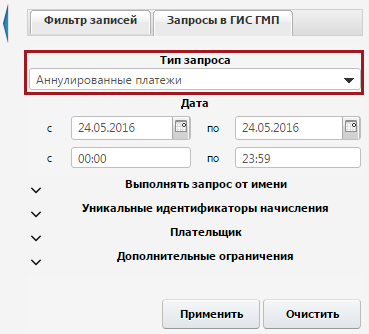 Фильтр записей Запросы в ГИС ГМП
Тип запроса
Аннулированные платежи
Дата
с 24.05.2016 по 24.05.2016
с 00:00 по 23:59
Выполнять запрос от имени
Уникальные идентификаторы начисления
Плательщик
Дополнительные ограничения
Применить Очистить